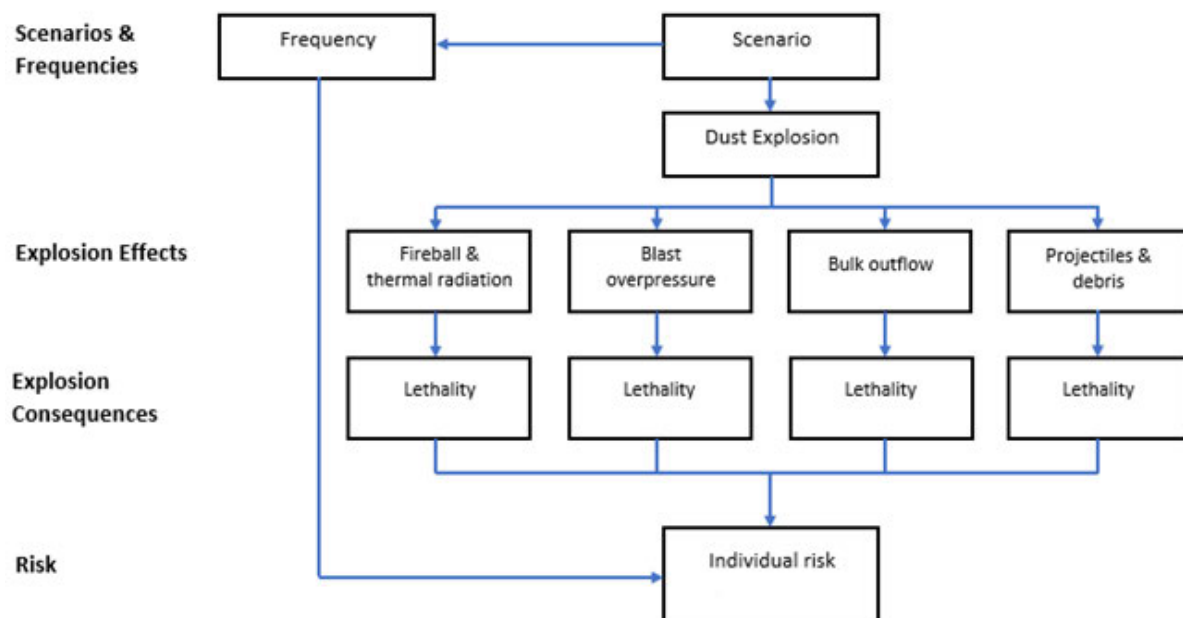 Scenarios &
Frequencies
Frequency
Scenario
Dust Explosion
Explosion Effects
Fireball &
thermal radiation
Blast
overpressure
Bulk outflow
Projectiles &
debris
Explosion
Consequences
Lethality
Lethality
Lethality
Lethality
Risk
Individual risk